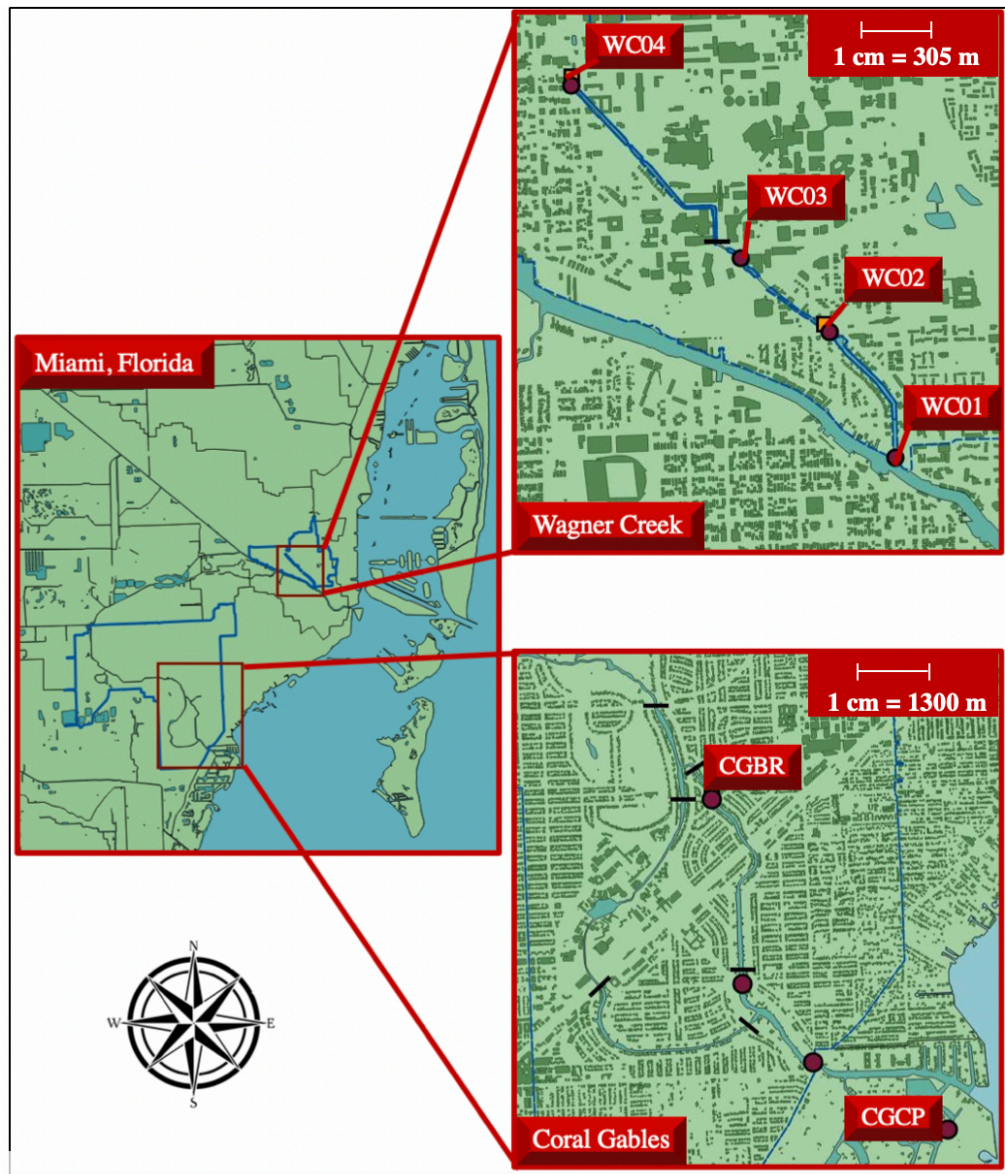 WC04
1 cm = 305 m
WC03
WC02
WC01
Wagner Creek
Miami, Florida
1 cm = 1300 m
CGBR
CGCP
Coral Gables
N
W
E
S